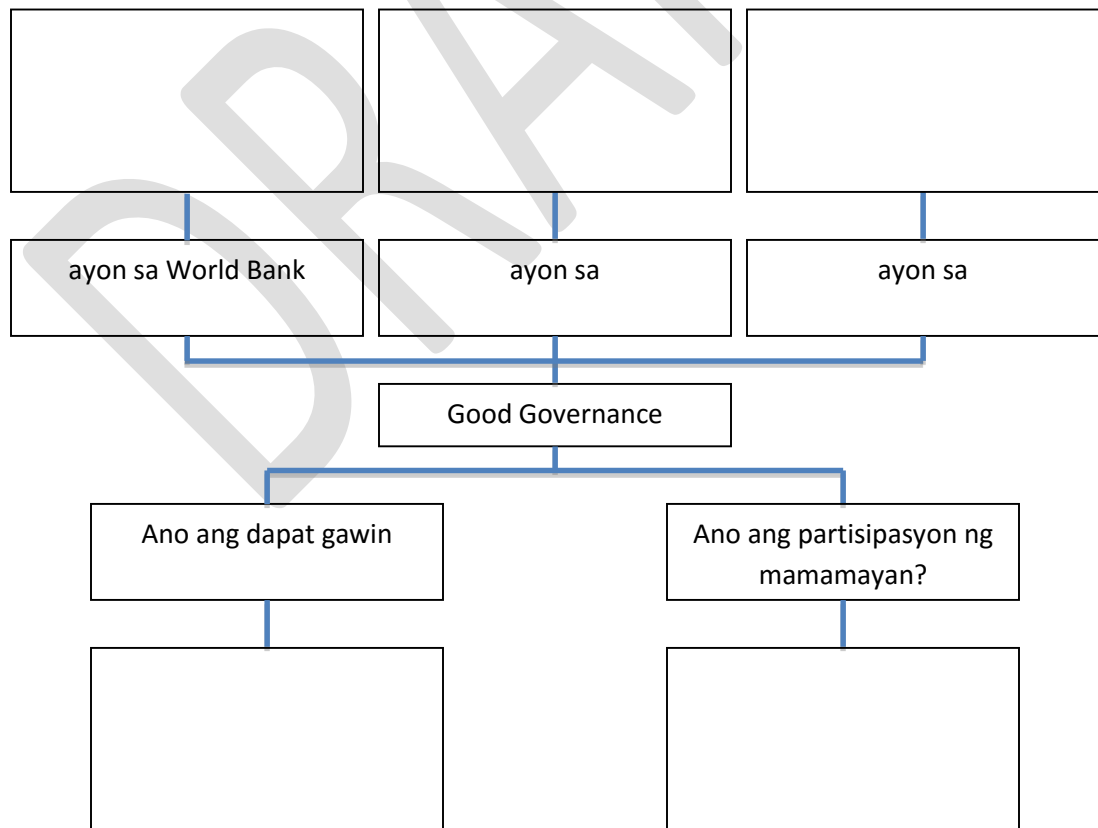 ayon sa World Bank
ayon sa
ayon sa
Good Governance
Ano ang dapat gawin
Ano ang partisipasyon ng
mamamayan?
DRA